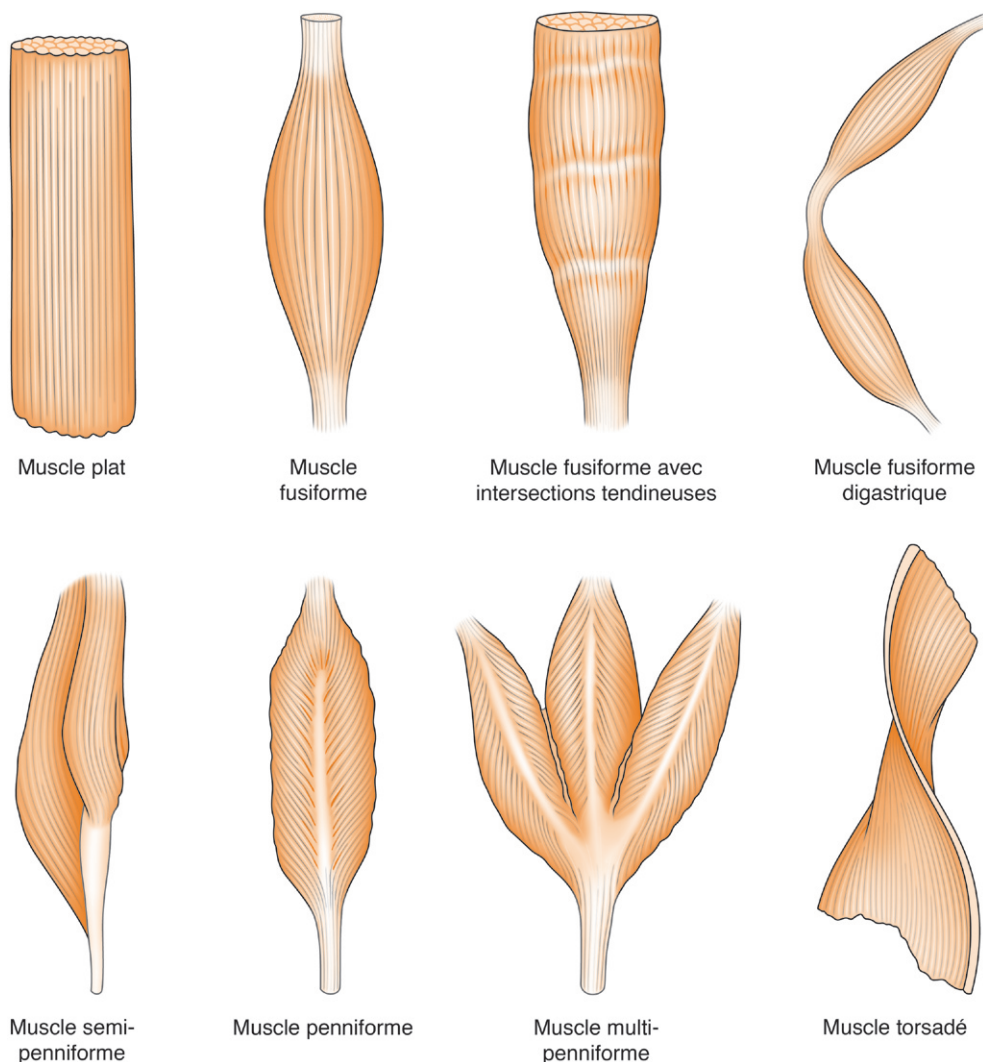 Muscle plat
Muscle
fusiforme
Muscle fusiforme avec
intersections tendineuses
Muscle fusiforme
digastrique
Muscle semi-
penniforme
Muscle penniforme
Muscle multi-
penniforme
Muscle torsadé